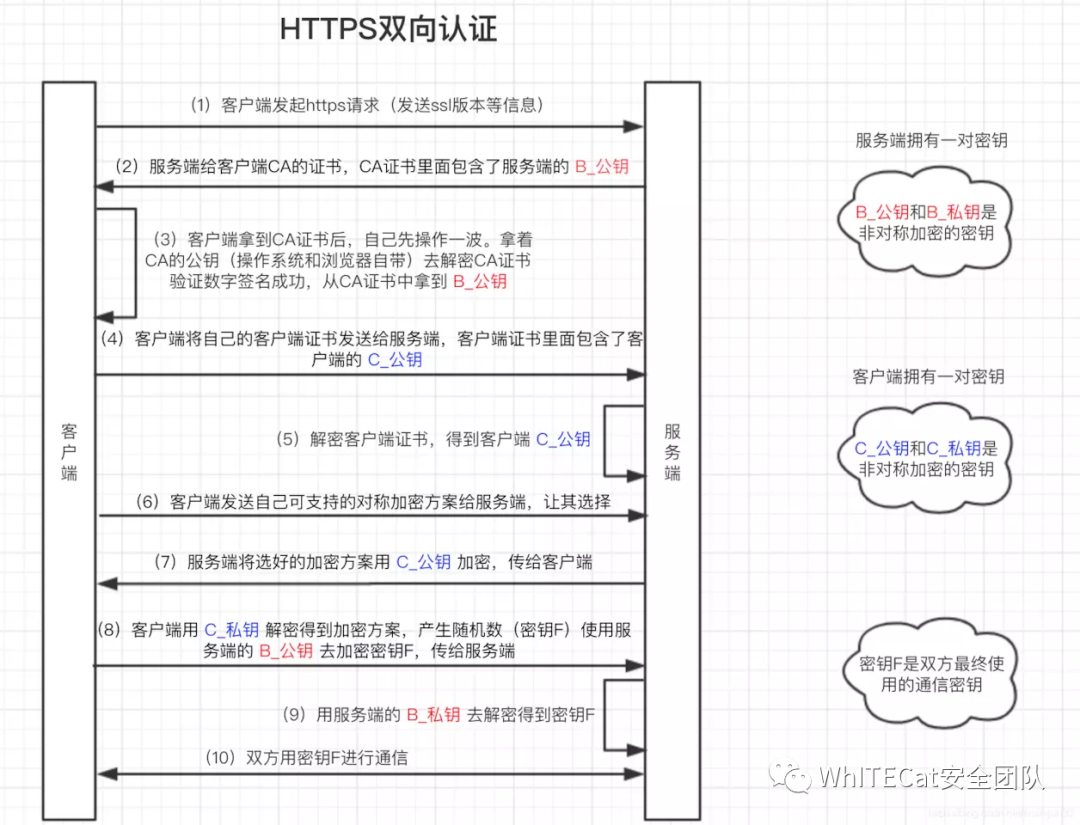 HTTPS双向认证
(1) 客户端发起https请求（发送ssl版本等信息）
(2) 服务端给客户端CA的证书，CA证书里面包含了服务端的 B_公钥
(3) 客户端拿到CA证书后，自己先操作一波。拿着
CA的公钥（操作系统和浏览器自带）去解密CA证书
验证数字签名成功，从CA证书中拿到 B_公钥
(4) 客户端将自己的客户端证书发送给服务端，客户端证书里面包含了客
户端的 C_公钥
(5) 解密客户端证书，得到客户端 C_公钥
(6) 客户端发送自己可支持的对称加密方案给服务端，让其选择
(7) 服务端将选好的加密方案用 C_公钥 加密，传给客户端
(8) 客户端用 C_私钥 解密得到加密方案，产生随机数（密钥F）使用服
务端的 B_公钥 去加密密钥F，传给服务端
(9) 用服务端的 B_私钥 去解密得到密钥F
(10) 双方用密钥F进行通信
客户端
服务端
服务端拥有一对密钥
B_公钥和B_私钥是
非对称加密的密钥
客户端拥有一对密钥
C_公钥和C_私钥是
非对称加密的密钥
密钥F是双方最终使
用的通信密钥
WhITECat安全团队